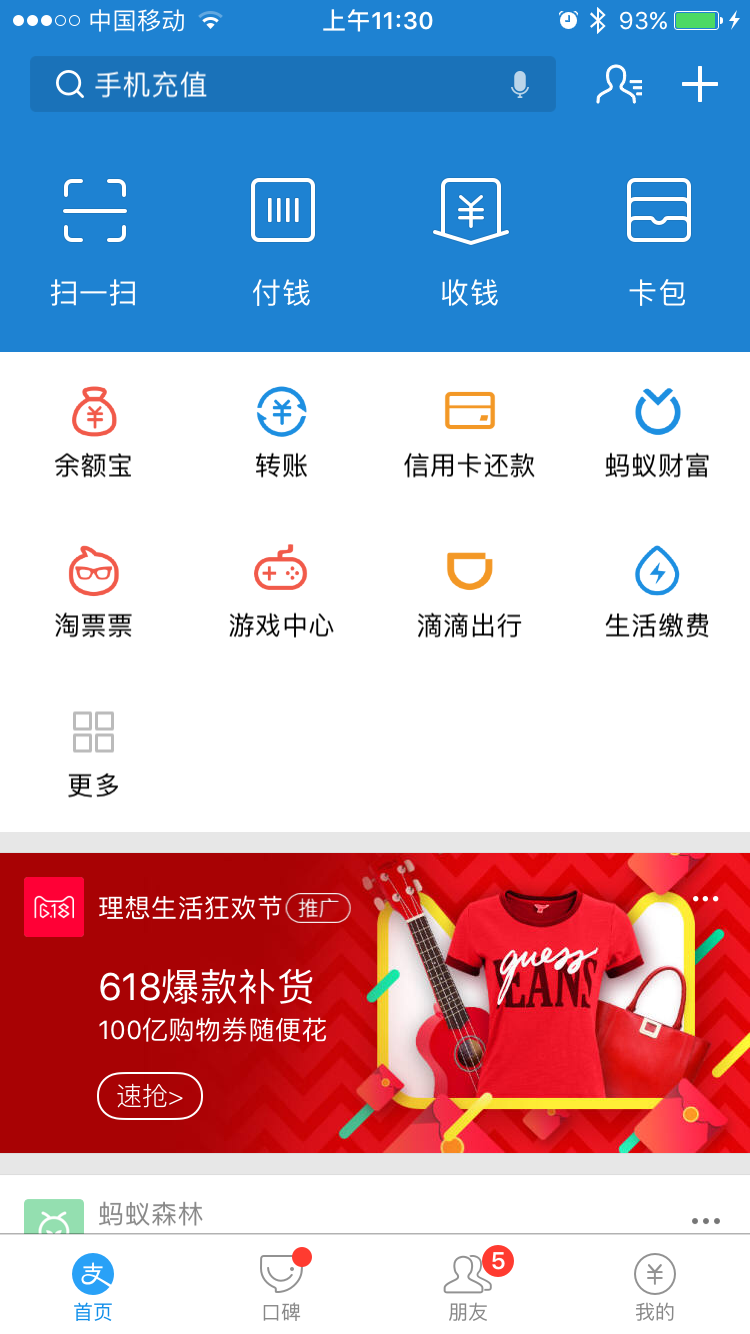 中国移动 上午11:30 93%
手机充值
扫一扫 付钱 收钱 卡包
余额宝 转账 信用卡还款 蚂蚁财富
淘票票 游戏中心 滴滴出行 生活缴费
更多
6.18 理想生活狂欢节 推广
618爆款补货
100亿购物券随便花
速抢>
guess
JEANS
蚂蚁森林
支 5
首页 口碑 朋友 我的